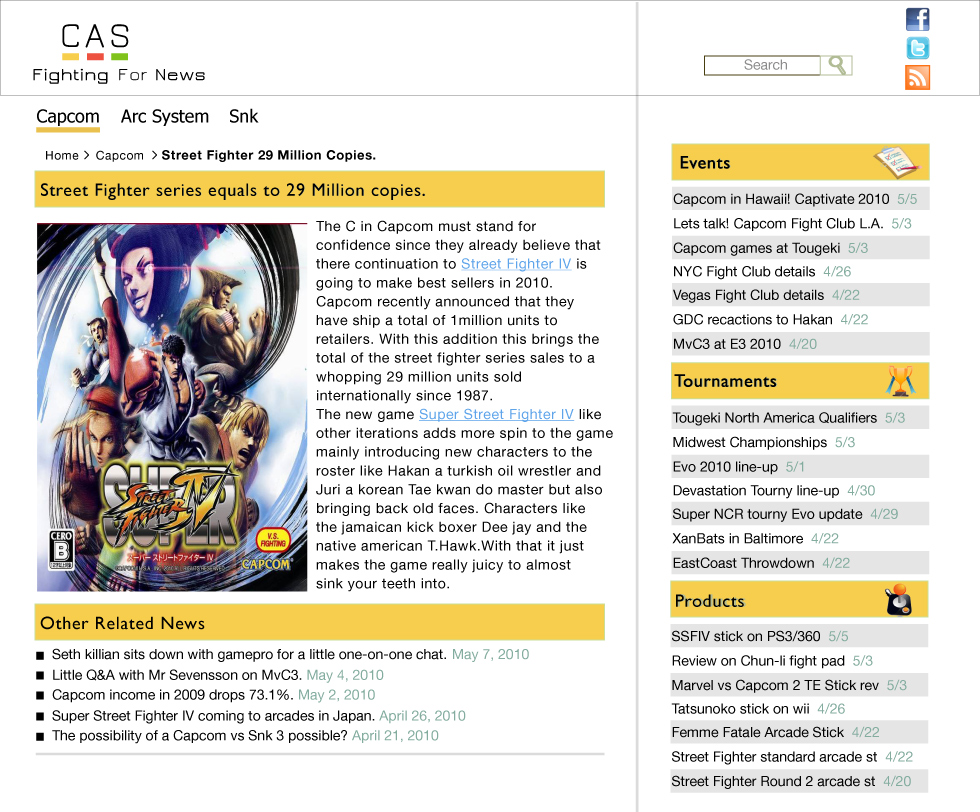 CAS
Fighting For News
Search
Capcom Arc System Snk
Home > Capcom > Street Fighter 29 Million Copies.
Street Fighter series equals to 29 Million copies.
The C in Capcom must stand for
confidence since they already believe that
there continuation to Street Fighter IV is
going to make best sellers in 2010.
Capcom recently announced that they
have ship a total of 1million units to
retailers. With this addition this brings the
total of the street fighter series sales to a
whopping 29 million units sold
internationally since 1987.
The new game Super Street Fighter IV like
other iterations adds more spin to the game
mainly introducing new characters to the
roster like Hakan a turkish oil wrestler and
Juri a korean Tae kwan do master but also
bringing back old faces. Characters like
the jamaican kick boxer Dee jay and the
native american T.Hawk.With that it just
makes the game really juicy to almost
sink your teeth into.
SUPER
STREET FIGHTER IV
スーパー ストリートファイター IV
CERO
B
V.S.
FIGHTING
CAPCOM
Other Related News
Seth killian sits down with gamepro for a little one-on-one chat. May 7, 2010
Little Q&A with Mr Sevensson on MvC3. May 4, 2010
Capcom income in 2009 drops 73.1%. May 2, 2010
Super Street Fighter IV coming to arcades in Japan. April 26, 2010
The possibility of a Capcom vs Snk 3 possible? April 21, 2010
Events
Capcom in Hawaii! Captivate 2010 5/5
Lets talk! Capcom Fight Club L.A. 5/3
Capcom games at Tougeki 5/3
NYC Fight Club details 4/26
Vegas Fight Club details 4/22
GDC recactions to Hakan 4/22
MvC3 at E3 2010 4/20
Tournaments
Tougeki North America Qualifiers 5/3
Midwest Championships 5/3
Evo 2010 line-up 5/1
Devastation Tourny line-up 4/30
Super NCR tourny Evo update 4/29
XanBats in Baltimore 4/22
EastCoast Throwdown 4/22
Products
SSFIV stick on PS3/360 5/5
Review on Chun-li fight pad 5/3
Marvel vs Capcom 2 TE Stick rev 5/3
Tatsunoko stick on wii 4/26
Femme Fatale Arcade Stick 4/22
Street Fighter standard arcade st 4/22
Street Fighter Round 2 arcade st 4/20